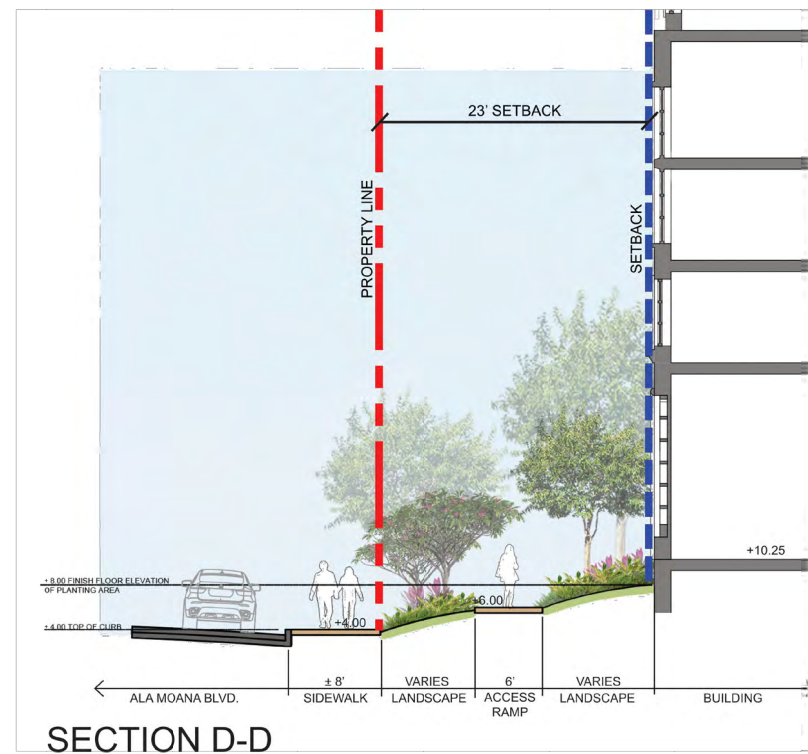 23' SETBACK
PROPERTY LINE
SETBACK
+10.25
+ 8.00 FINISH FLOOR ELEVATION
OF PLANTING AREA
+6.00
+ 4.00 TOP OF CURB
+4.00
ALA MOANA BLVD.
± 8'
SIDEWALK
VARIES
LANDSCAPE
6'
ACCESS
RAMP
VARIES
LANDSCAPE
BUILDING
SECTION D-D